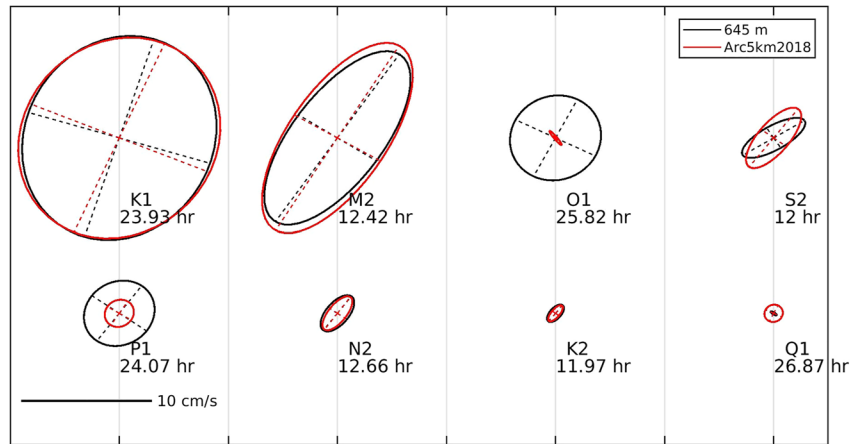 645 m
Arc5km2018
K1
23.93 hr
M2
12.42 hr
O1
25.82 hr
S2
12 hr
P1
24.07 hr
N2
12.66 hr
K2
11.97 hr
Q1
26.87 hr
10 cm/s